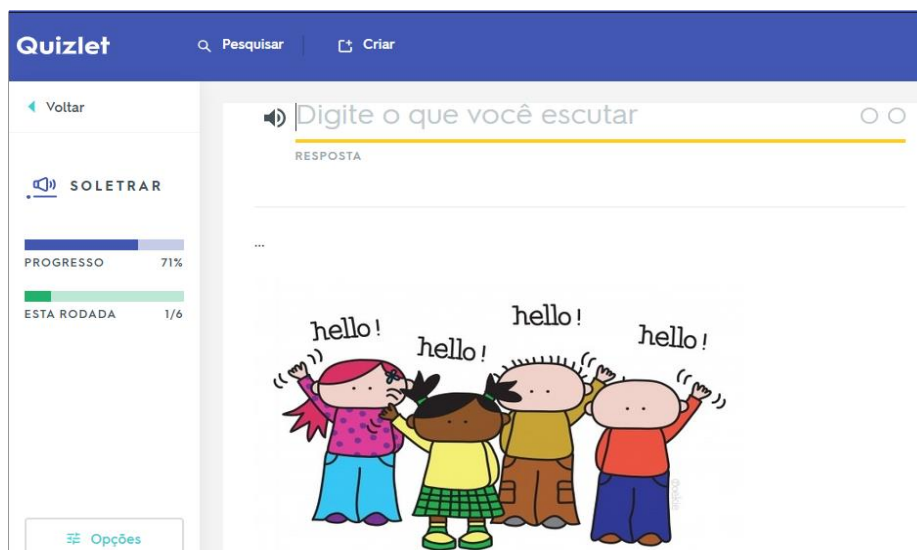 Quizlet
Pesquisar
Criar
Voltar
Digite o que você escutar
RESPOSTA
SOLETRAR
PROGRESSO 71%
ESTA RODADA 1/6
...
hello!
hello!
hello!
hello!
Opções